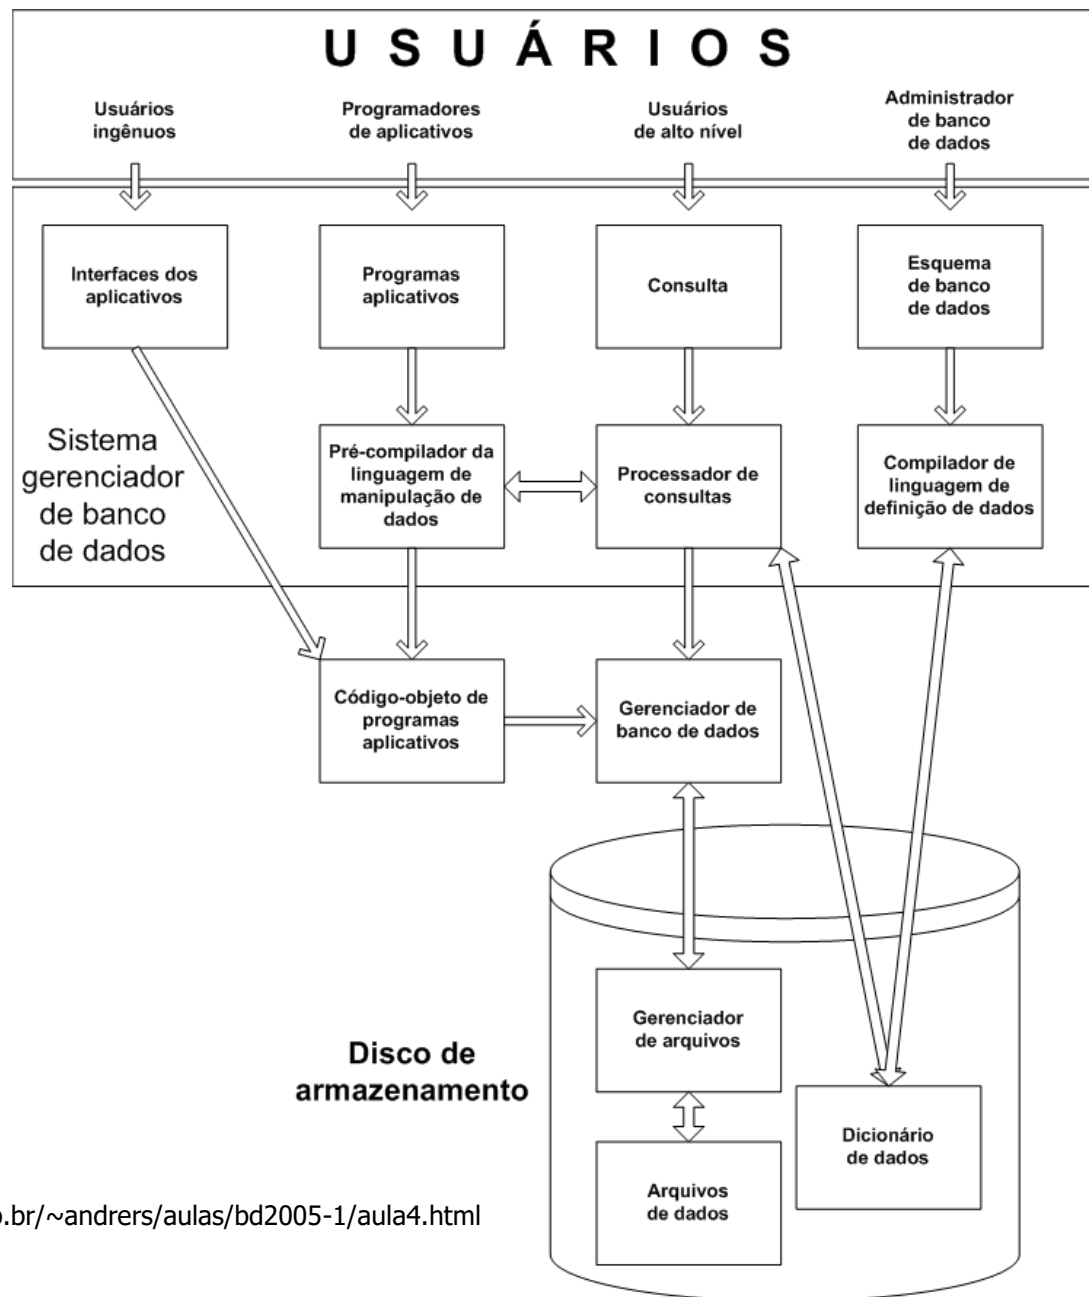 USUÁRIOS
Usuários
ingênuos
Programadores
de aplicativos
Usuários
de alto nível
Administrador
de banco
de dados
Interfaces dos
aplicativos
Programas
aplicativos
Consulta
Esquema
de banco
de dados
Sistema
gerenciador
de banco
de dados
Pré-compilador da
linguagem de
manipulação de
dados
Processador de
consultas
Compilador de
linguagem de
definição de dados
Código-objeto de
programas
aplicativos
Gerenciador de
banco de dados
Disco de
armazenamento
Gerenciador
de arquivos
Dicionário
de dados
Arquivos
de dados
.br/~andrers/aulas/bd2005-1/aula4.html